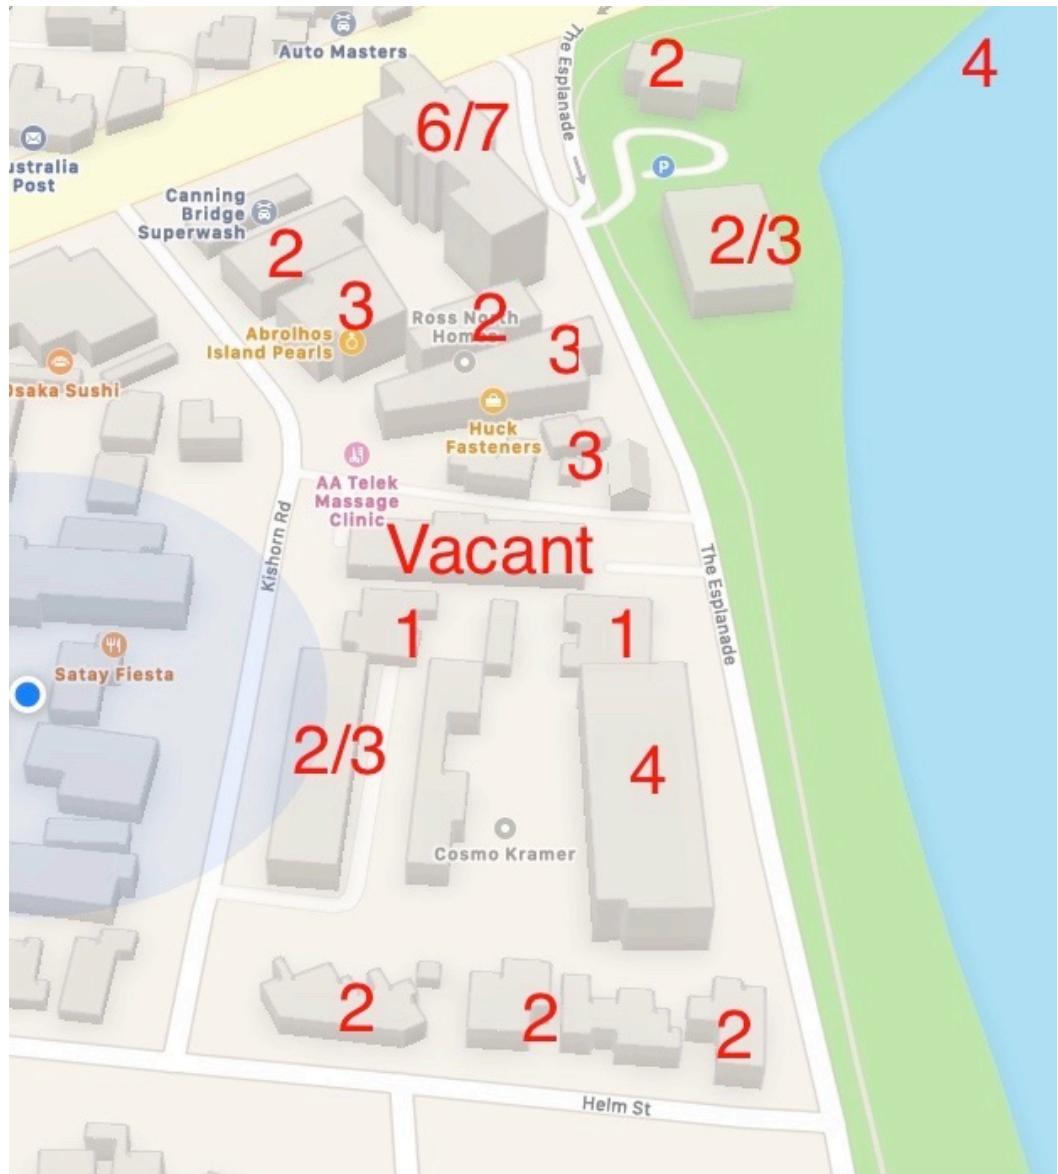 Auto Masters
The Esplanade
2
4
6/7
ustralia
Post
P
Canning
Bridge
Superwash
2
2/3
3
2
Ross North
Homes
Abrolhos
Island Pearls
3
Osaka Sushi
Huck
Fasteners
3
AA Telek
Massage
Clinic
Vacant
Kishorn Rd
The Esplanade
1
1
Satay Fiesta
2/3
4
Cosmo Kramer
2
2
2
Helm St